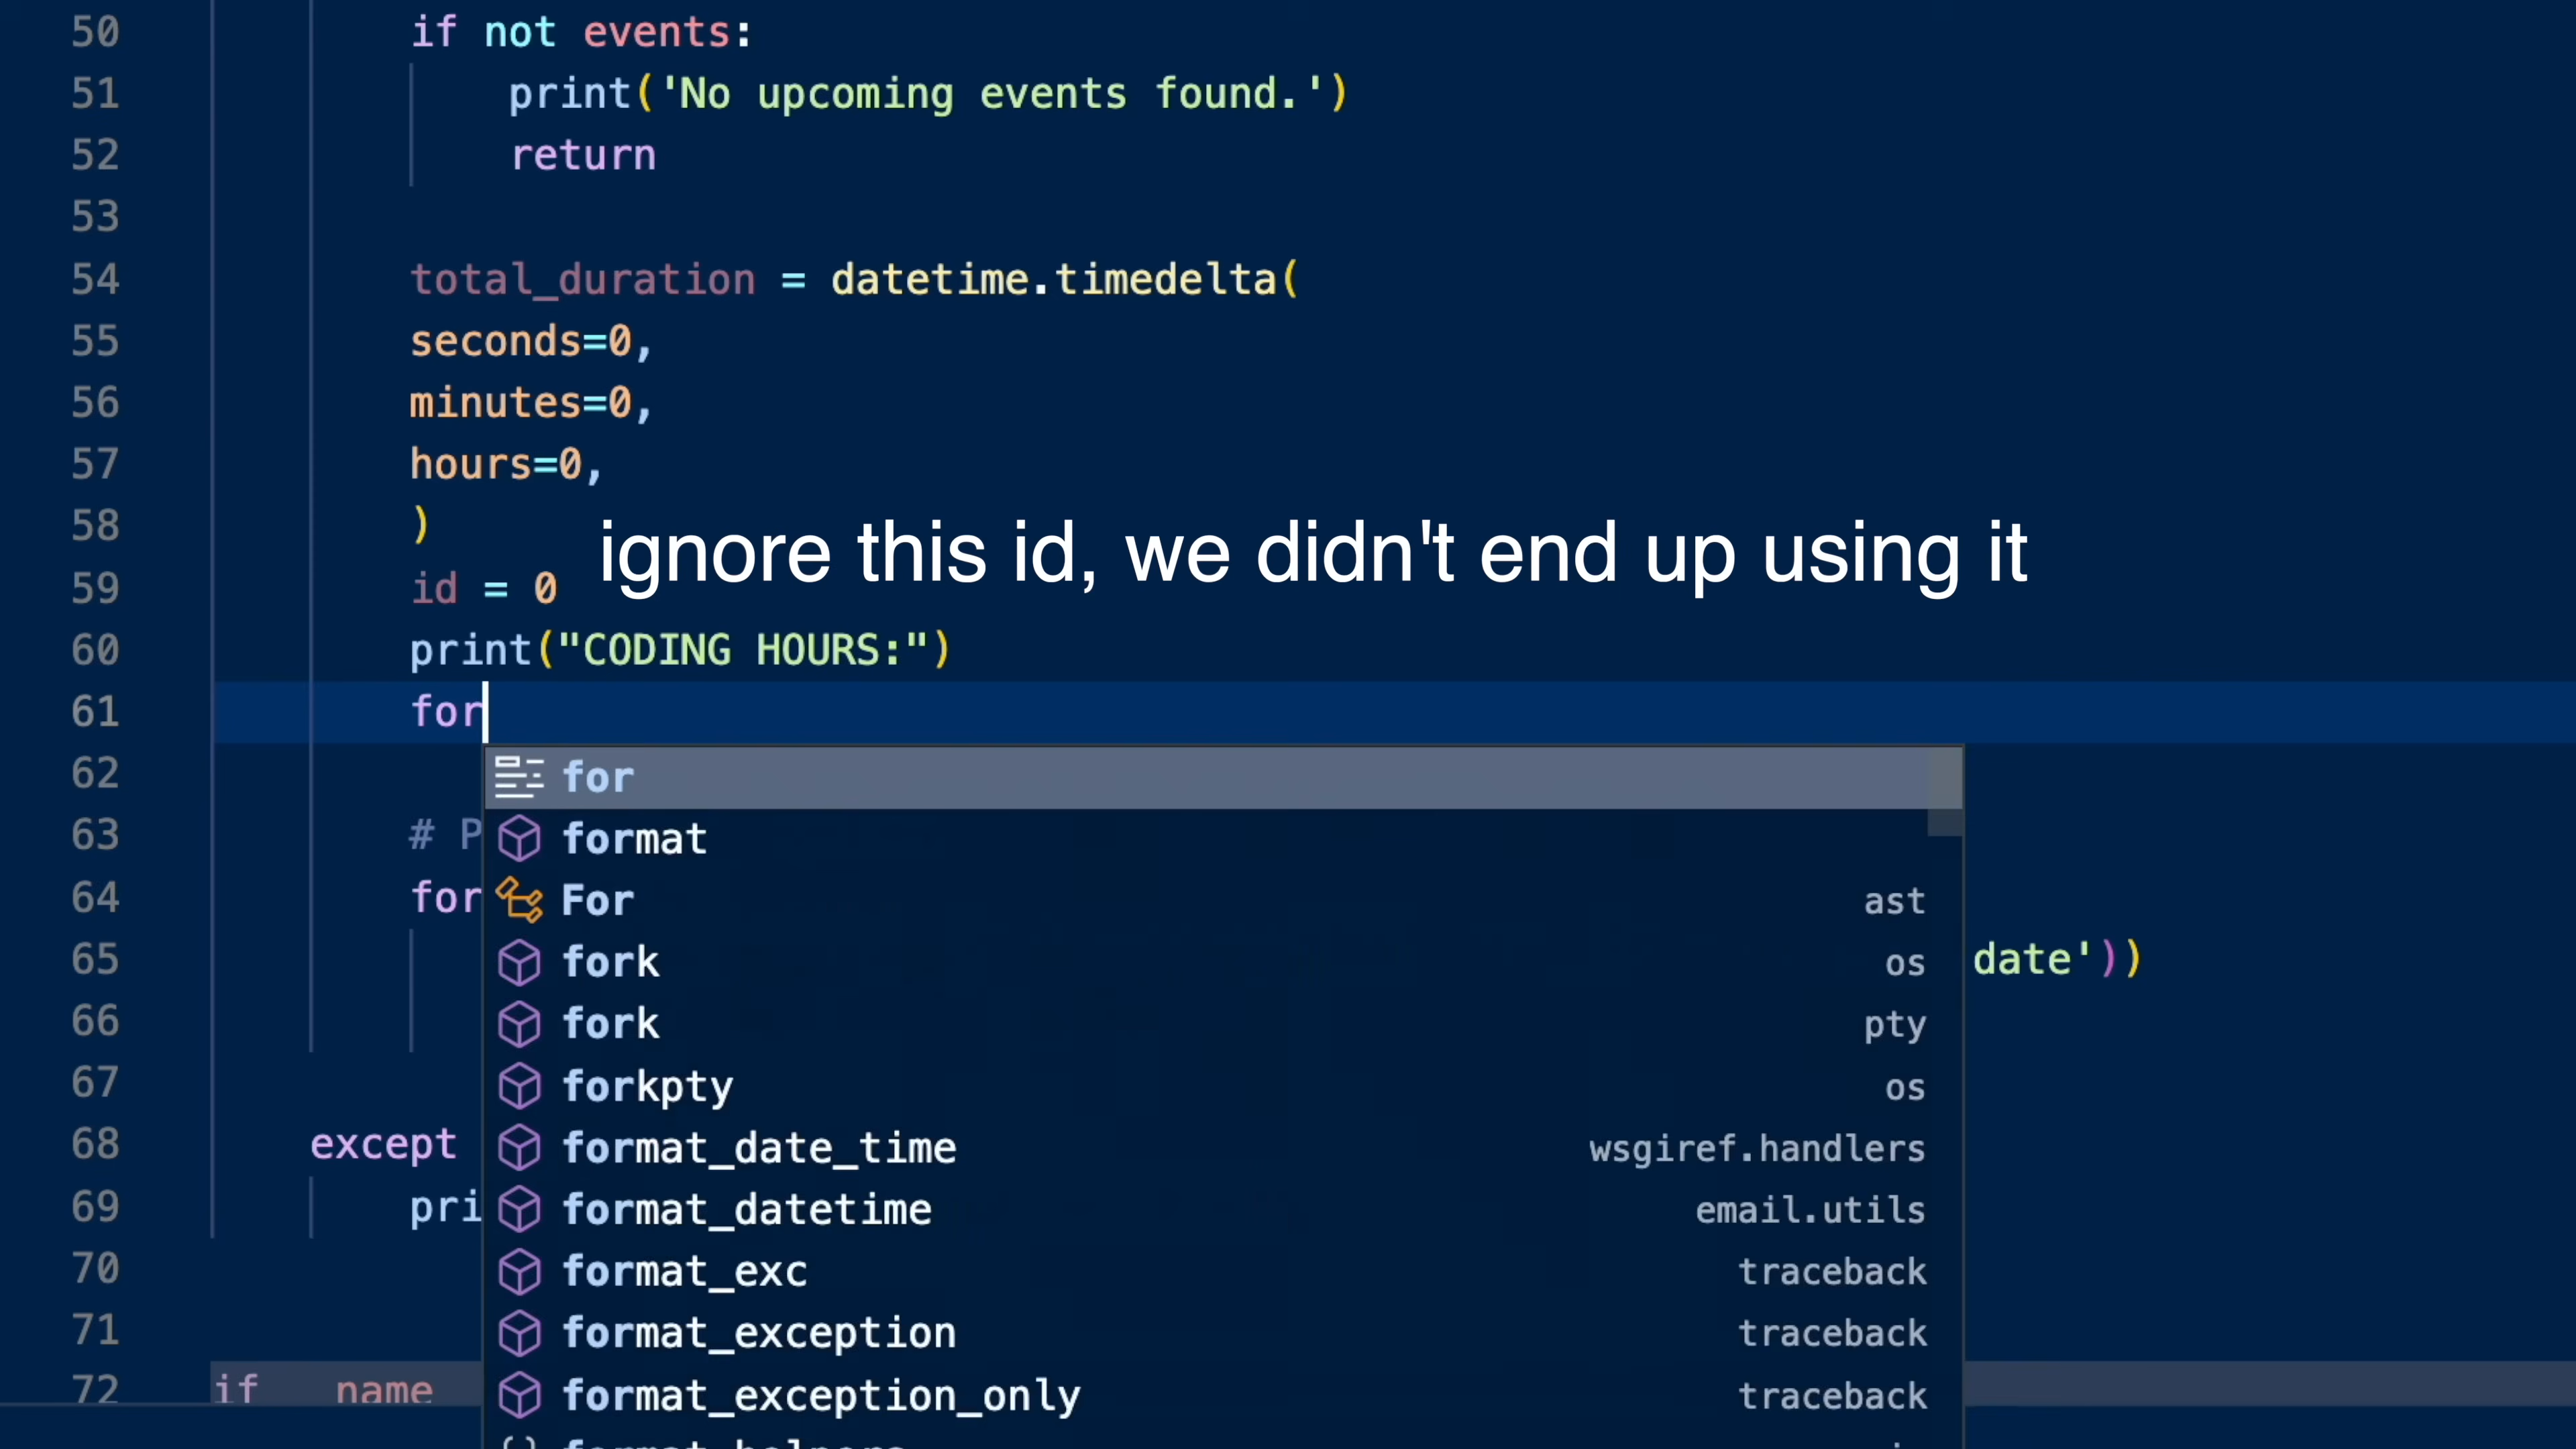 50 if not events:
51 print('No upcoming events found.')
52 return
53
54 total_duration = datetime.timedelta(
55 seconds=0,
56 minutes=0,
57 hours=0,
58 )
ignore this id, we didn't end up using it
59 id = 0
60 print("CODING HOURS:")
61 for
62 for
63 # P format
64 for For ast
65 fork os date'))
66 fork pty
67 forkpty os
68 except format_date_time wsgiref.handlers
69 pri format_datetime email.utils
70 format_exc traceback
71 format_exception traceback
72 if name format_exception_only traceback